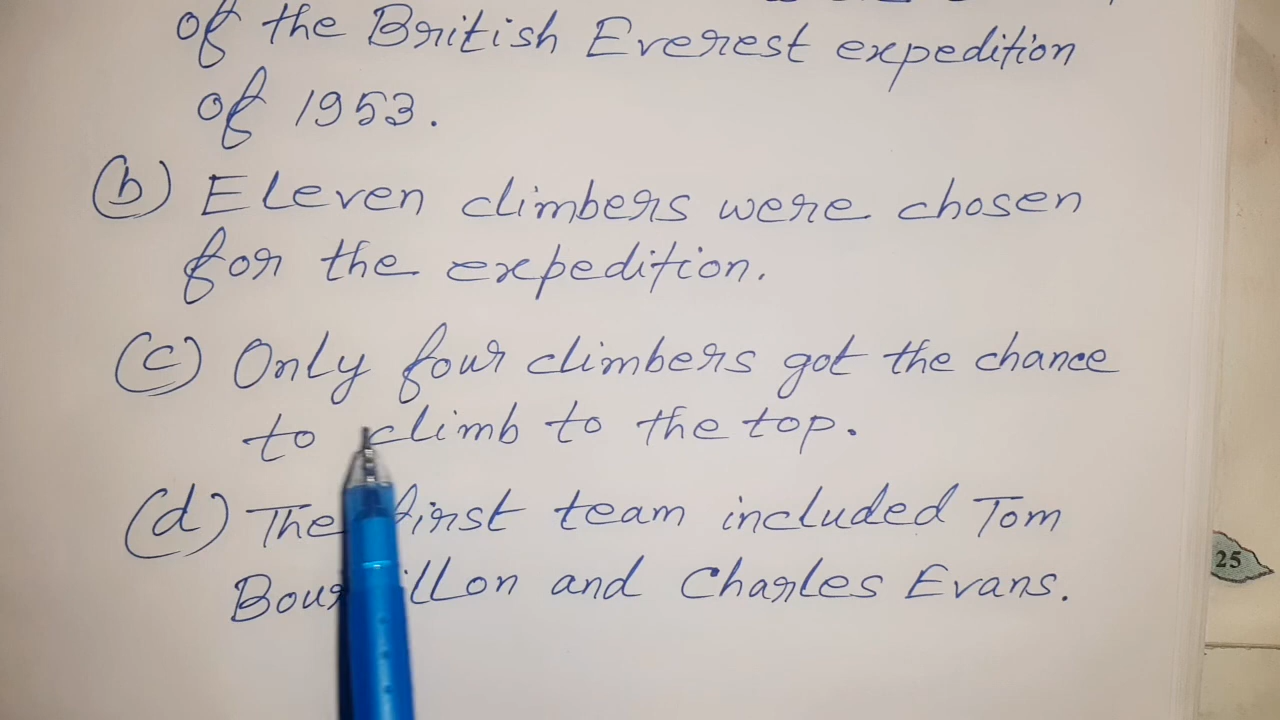 of the British Everest expedition
of 1953.
(b) Eleven climbers were chosen
for the expedition.
(c) Only four climbers got the chance
to climb to the top.
(d) The first team included Tom
and Charles Evans.
25